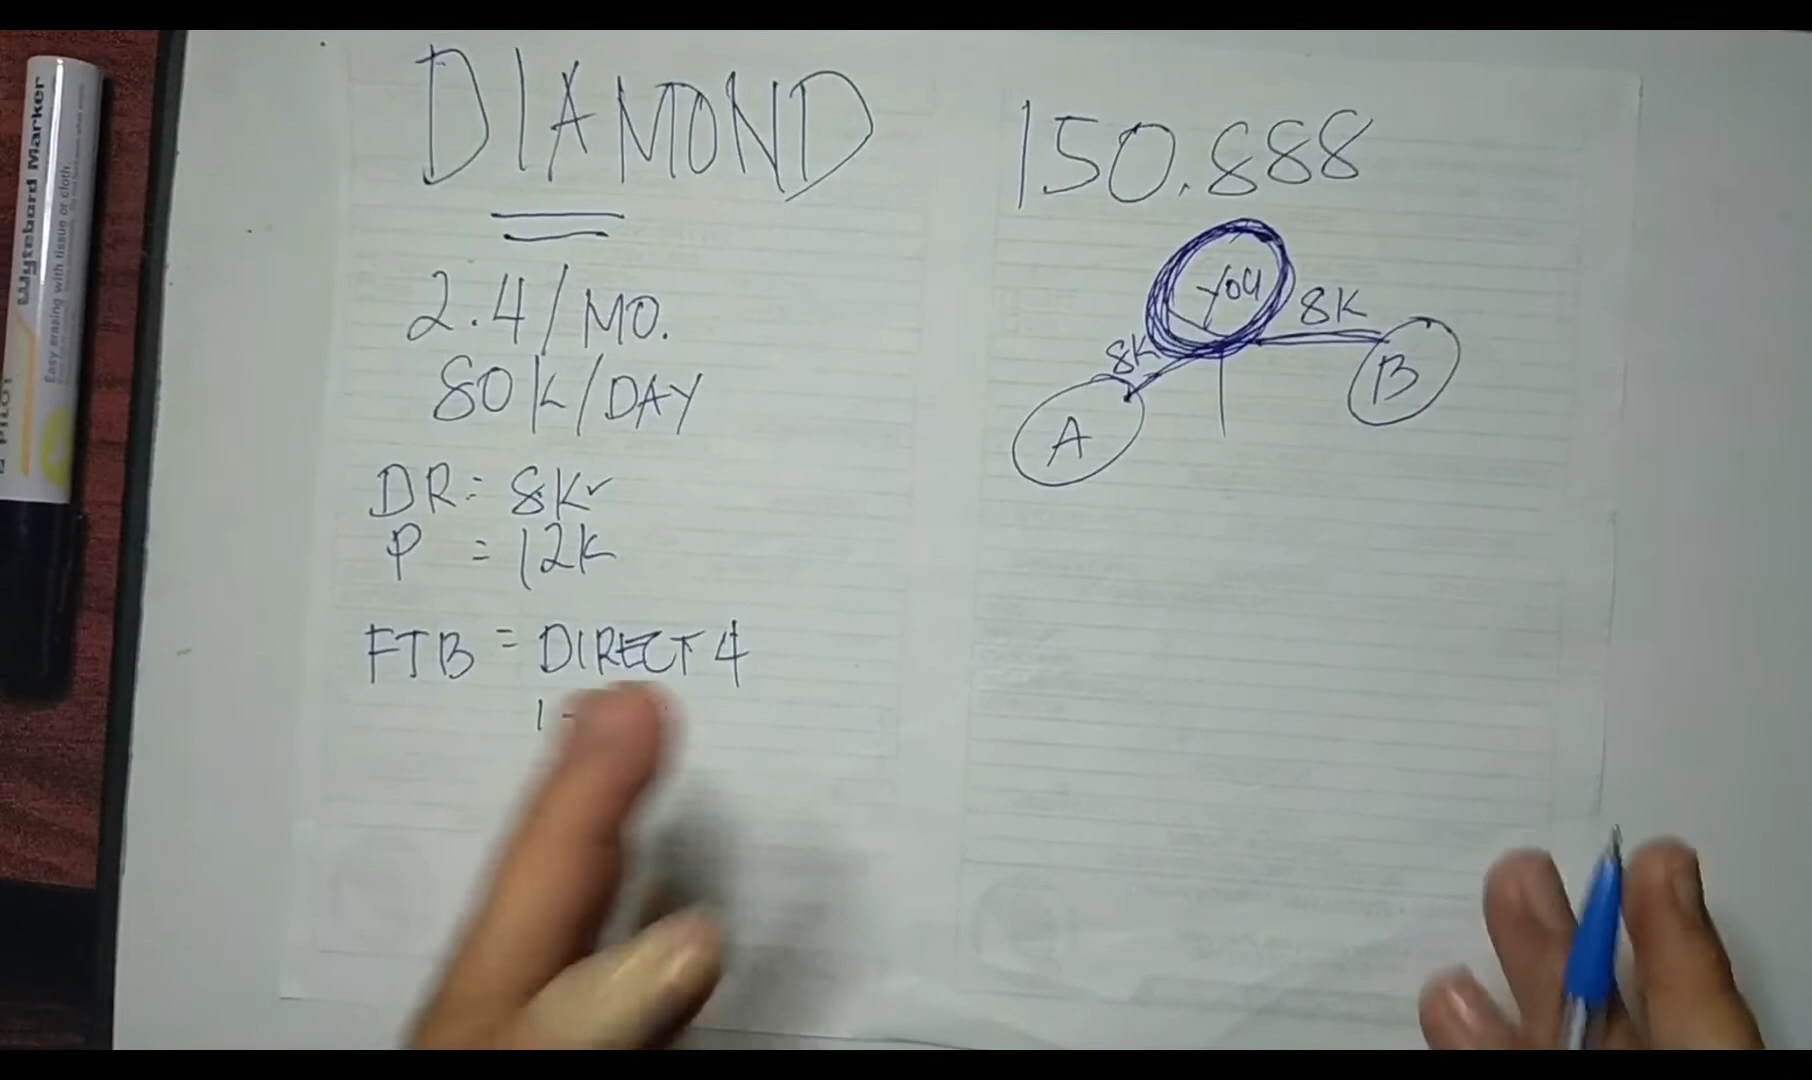 Wyteboard Marker
Easy erasing with tissue or cloth.
PILOT
DIAMOND
2.4/MO.
80K/DAY
DR = 8K
P = 12K
FTB = DIRECT 4
1 -
150.888
YOU
8K
8K
A
B